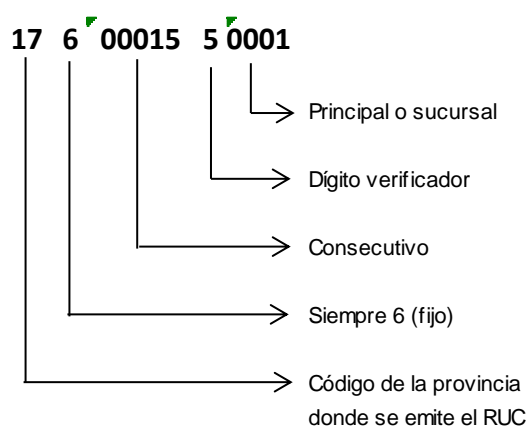 17 6 00015 5 0001
Principal o sucursal
Dígito verificador
Consecutivo
Siempre 6 (fijo)
Código de la provincia
donde se emite el RUC